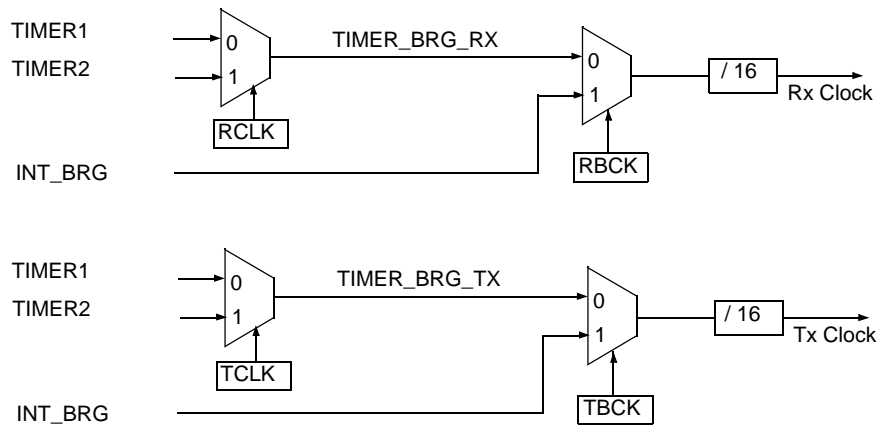 TIMER1
TIMER2
0
1
TIMER_BRG_RX
RCLK
0
1
/ 16
Rx Clock
INT_BRG
RBCK
TIMER1
TIMER2
0
1
TIMER_BRG_TX
TCLK
0
1
/ 16
Tx Clock
INT_BRG
TBCK